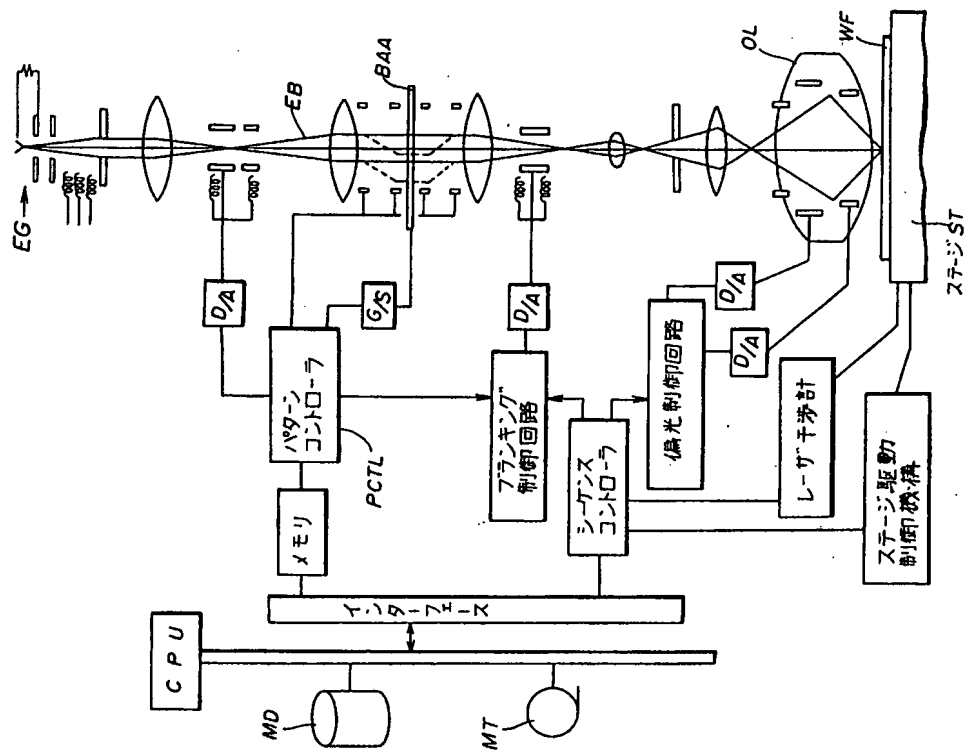 EG
EB
BAA
OL
WF
ステージST
D/A
G/S
D/A
D/A
D/A
パターン
コントローラ
PCTL
ブランキング
制御回路
偏光制御回路
メモリ
シーケンス
コントローラ
レーザ干渉計
ステージ駆動
制御機構
インターフェース
CPU
MD
MT